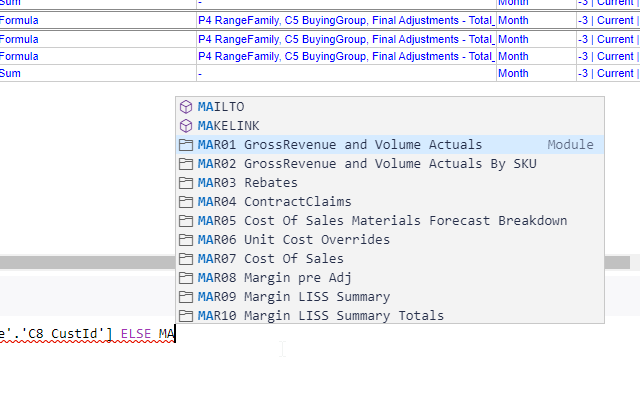 Sum - Month -3 | Current |
Formula P4 RangeFamily, C5 BuyingGroup, Final Adjustments - Total_ Month -3 | Current |
Formula P4 RangeFamily, C5 BuyingGroup, Final Adjustments - Total_ Month -3 | Current |
Formula P4 RangeFamily, C5 BuyingGroup, Final Adjustments - Total_ Month -3 | Current |
Sum - Month -3 | Current |
MAILTO
MAKELINK
MAR01 GrossRevenue and Volume Actuals Module
MAR02 GrossRevenue and Volume Actuals By SKU
MAR03 Rebates
MAR04 ContractClaims
MAR05 Cost Of Sales Materials Forecast Breakdown
MAR06 Unit Cost Overrides
MAR07 Cost Of Sales
MAR08 Margin pre Adj
MAR09 Margin LISS Summary
MAR10 Margin LISS Summary Totals
e'.'C8 CustId'] ELSE MA